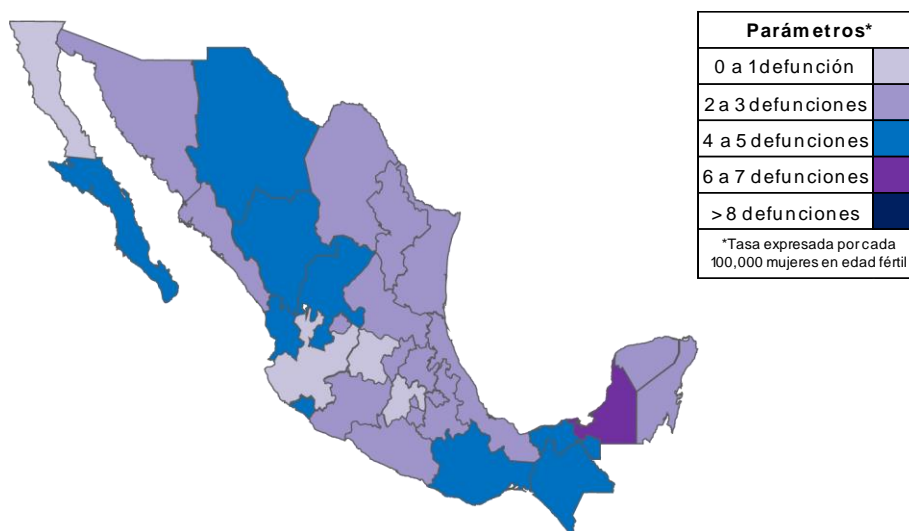 Parámetros*
0 a 1 defunción
2 a 3 defunciones
4 a 5 defunciones
6 a 7 defunciones
> 8 defunciones
*Tasa expresada por cada
100,000 mujeres en edad fértil